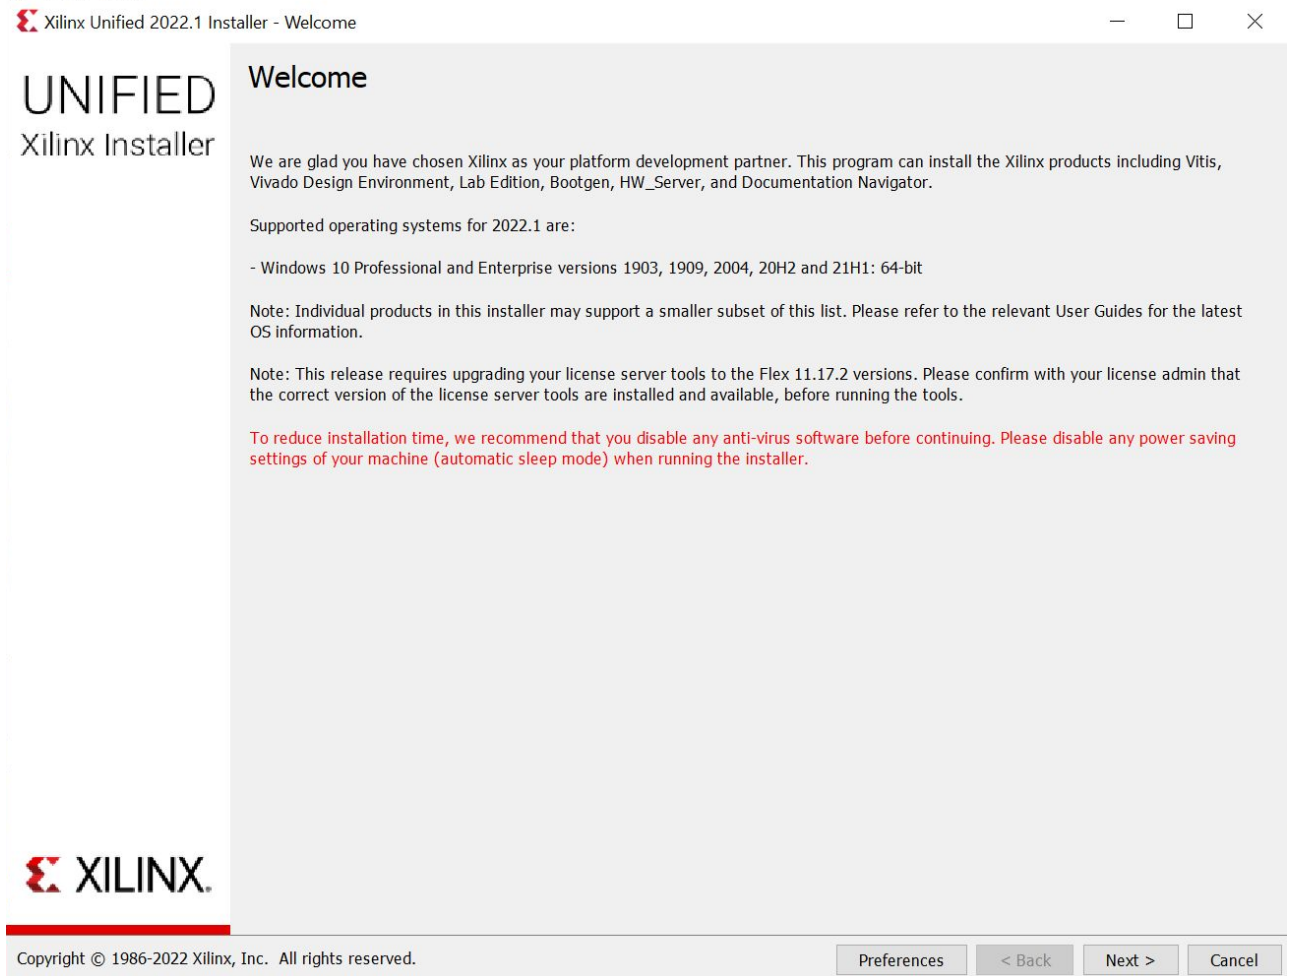 Xilinx Unified 2022.1 Installer - Welcome
UNIFIED
Xilinx Installer
Welcome
We are glad you have chosen Xilinx as your platform development partner. This program can install the Xilinx products including Vitis,
Vivado Design Environment, Lab Edition, Bootgen, HW_Server, and Documentation Navigator.
Supported operating systems for 2022.1 are:
- Windows 10 Professional and Enterprise versions 1903, 1909, 2004, 20H2 and 21H1: 64-bit
Note: Individual products in this installer may support a smaller subset of this list. Please refer to the relevant User Guides for the latest
OS information.
Note: This release requires upgrading your license server tools to the Flex 11.17.2 versions. Please confirm with your license admin that
the correct version of the license server tools are installed and available, before running the tools.
To reduce installation time, we recommend that you disable any anti-virus software before continuing. Please disable any power saving
settings of your machine (automatic sleep mode) when running the installer.
XILINX.
Copyright © 1986-2022 Xilinx, Inc. All rights reserved.
Preferences
< Back
Next >
Cancel